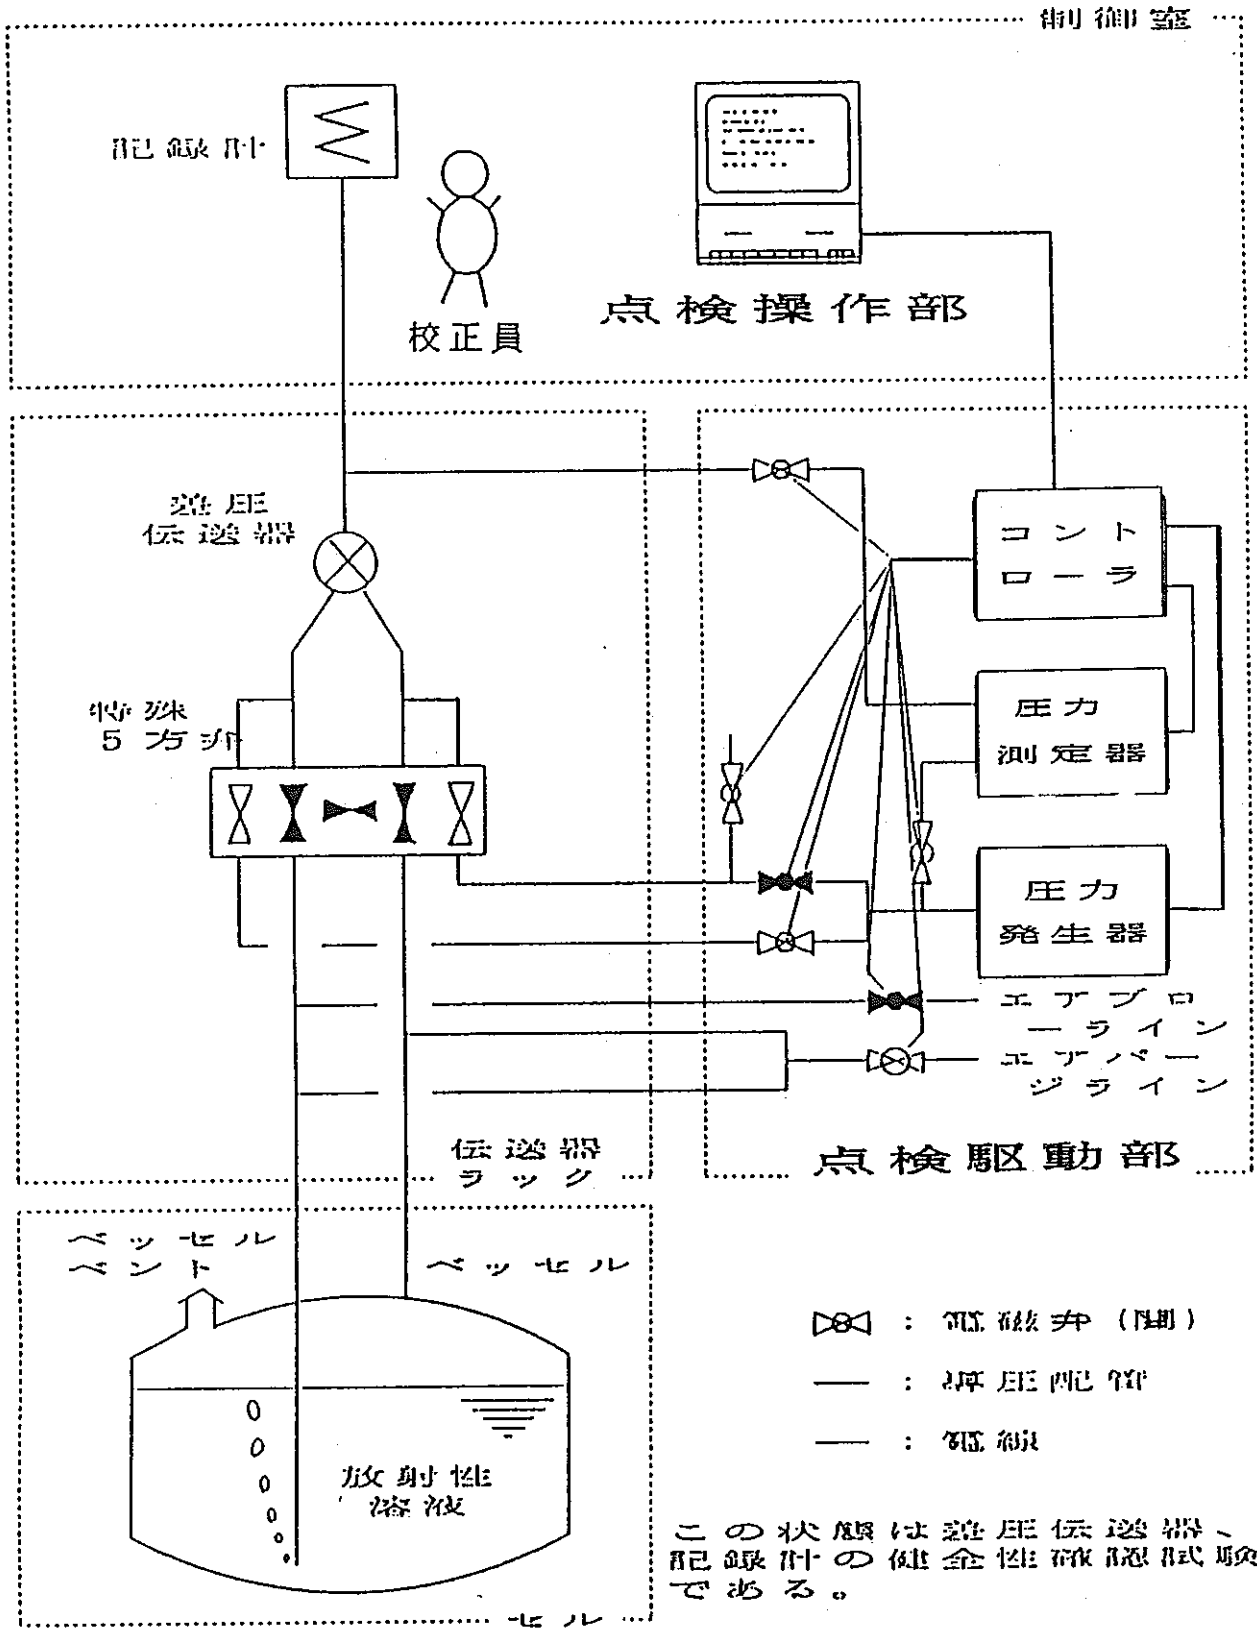 制御室
記録計
校正員
点検操作部
差圧
伝送器
コント
ローラ
特殊
5方弁
圧力
測定器
圧力
発生器
エアブロ
ーライン
エアパー
ジライン
伝送器
ラック
点検駆動部
ベッセル
ベント
ベッセル
放射性
溶液
セル
:電磁弁(開)
:導圧配管
:電線
この状態は差圧伝送器、
記録計の健全性確認試験
である。